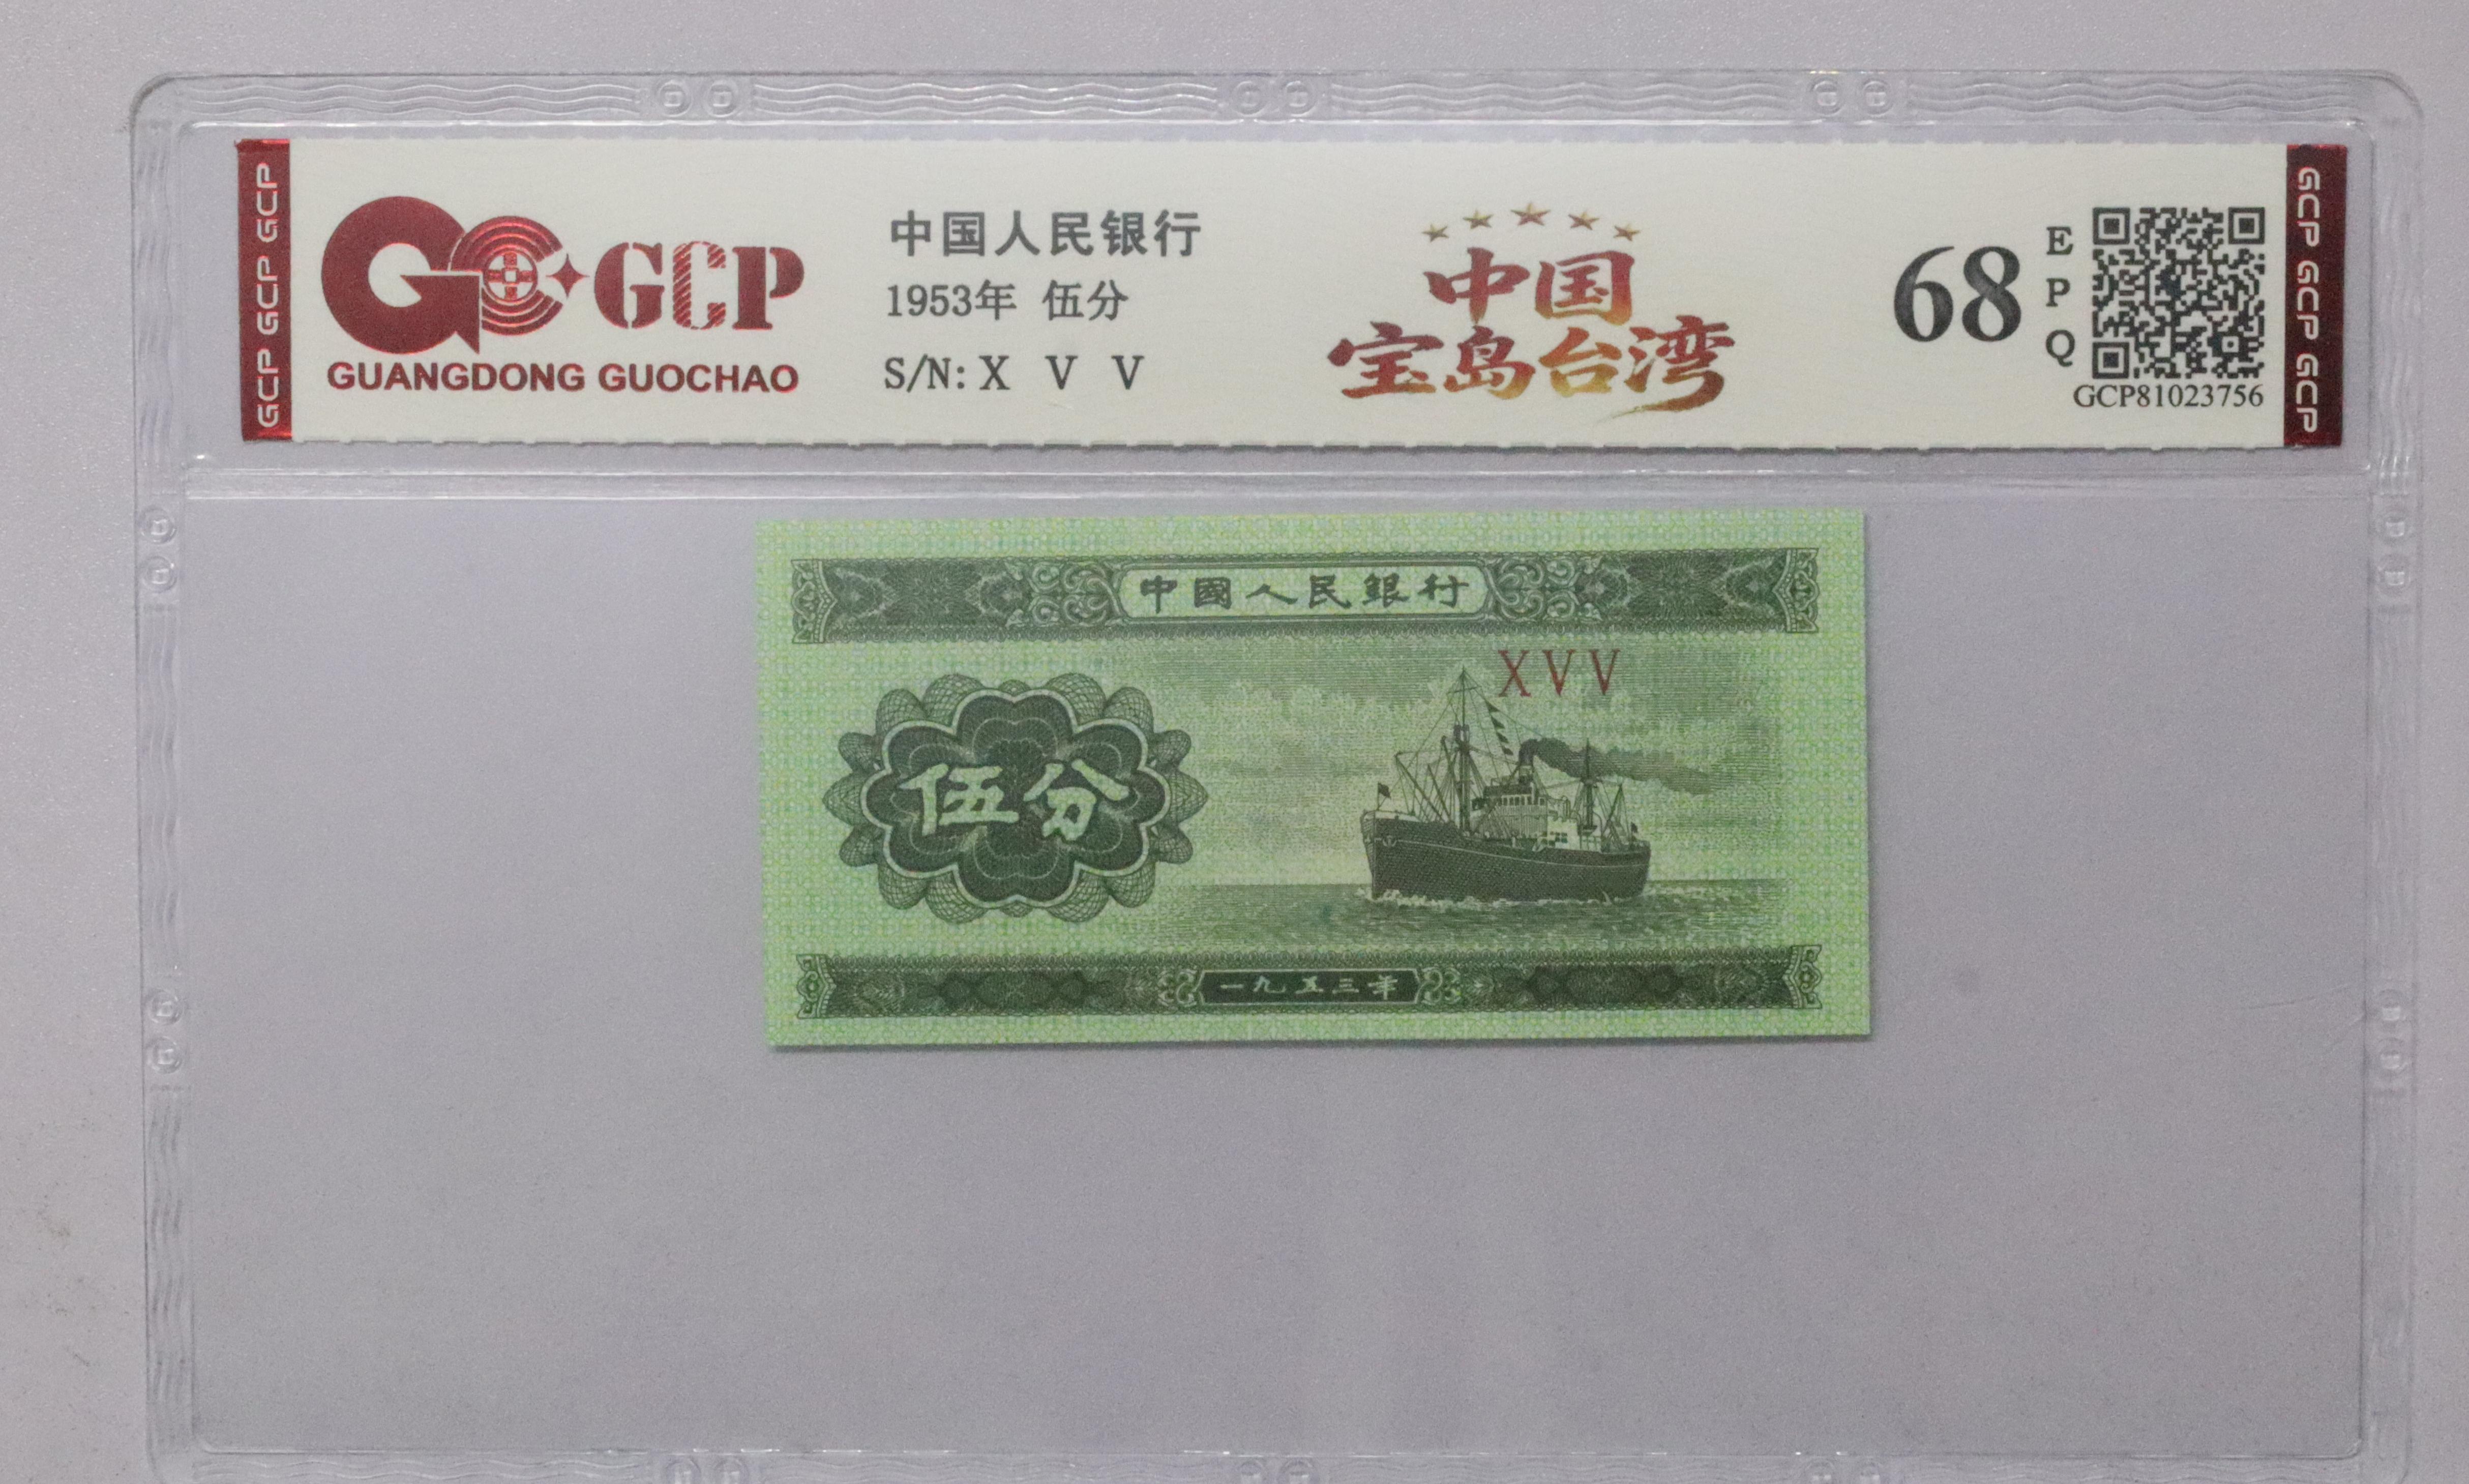 GCP GCP GCP
GCP
GUANGDONG GUOCHAO
中国人民银行
1953年 伍分
S/N: X V V
中国
宝岛台湾
68
E
P
Q
GCP81023756
GCP GCP GCP
中國人民銀行
XVV
伍分
一九五三年